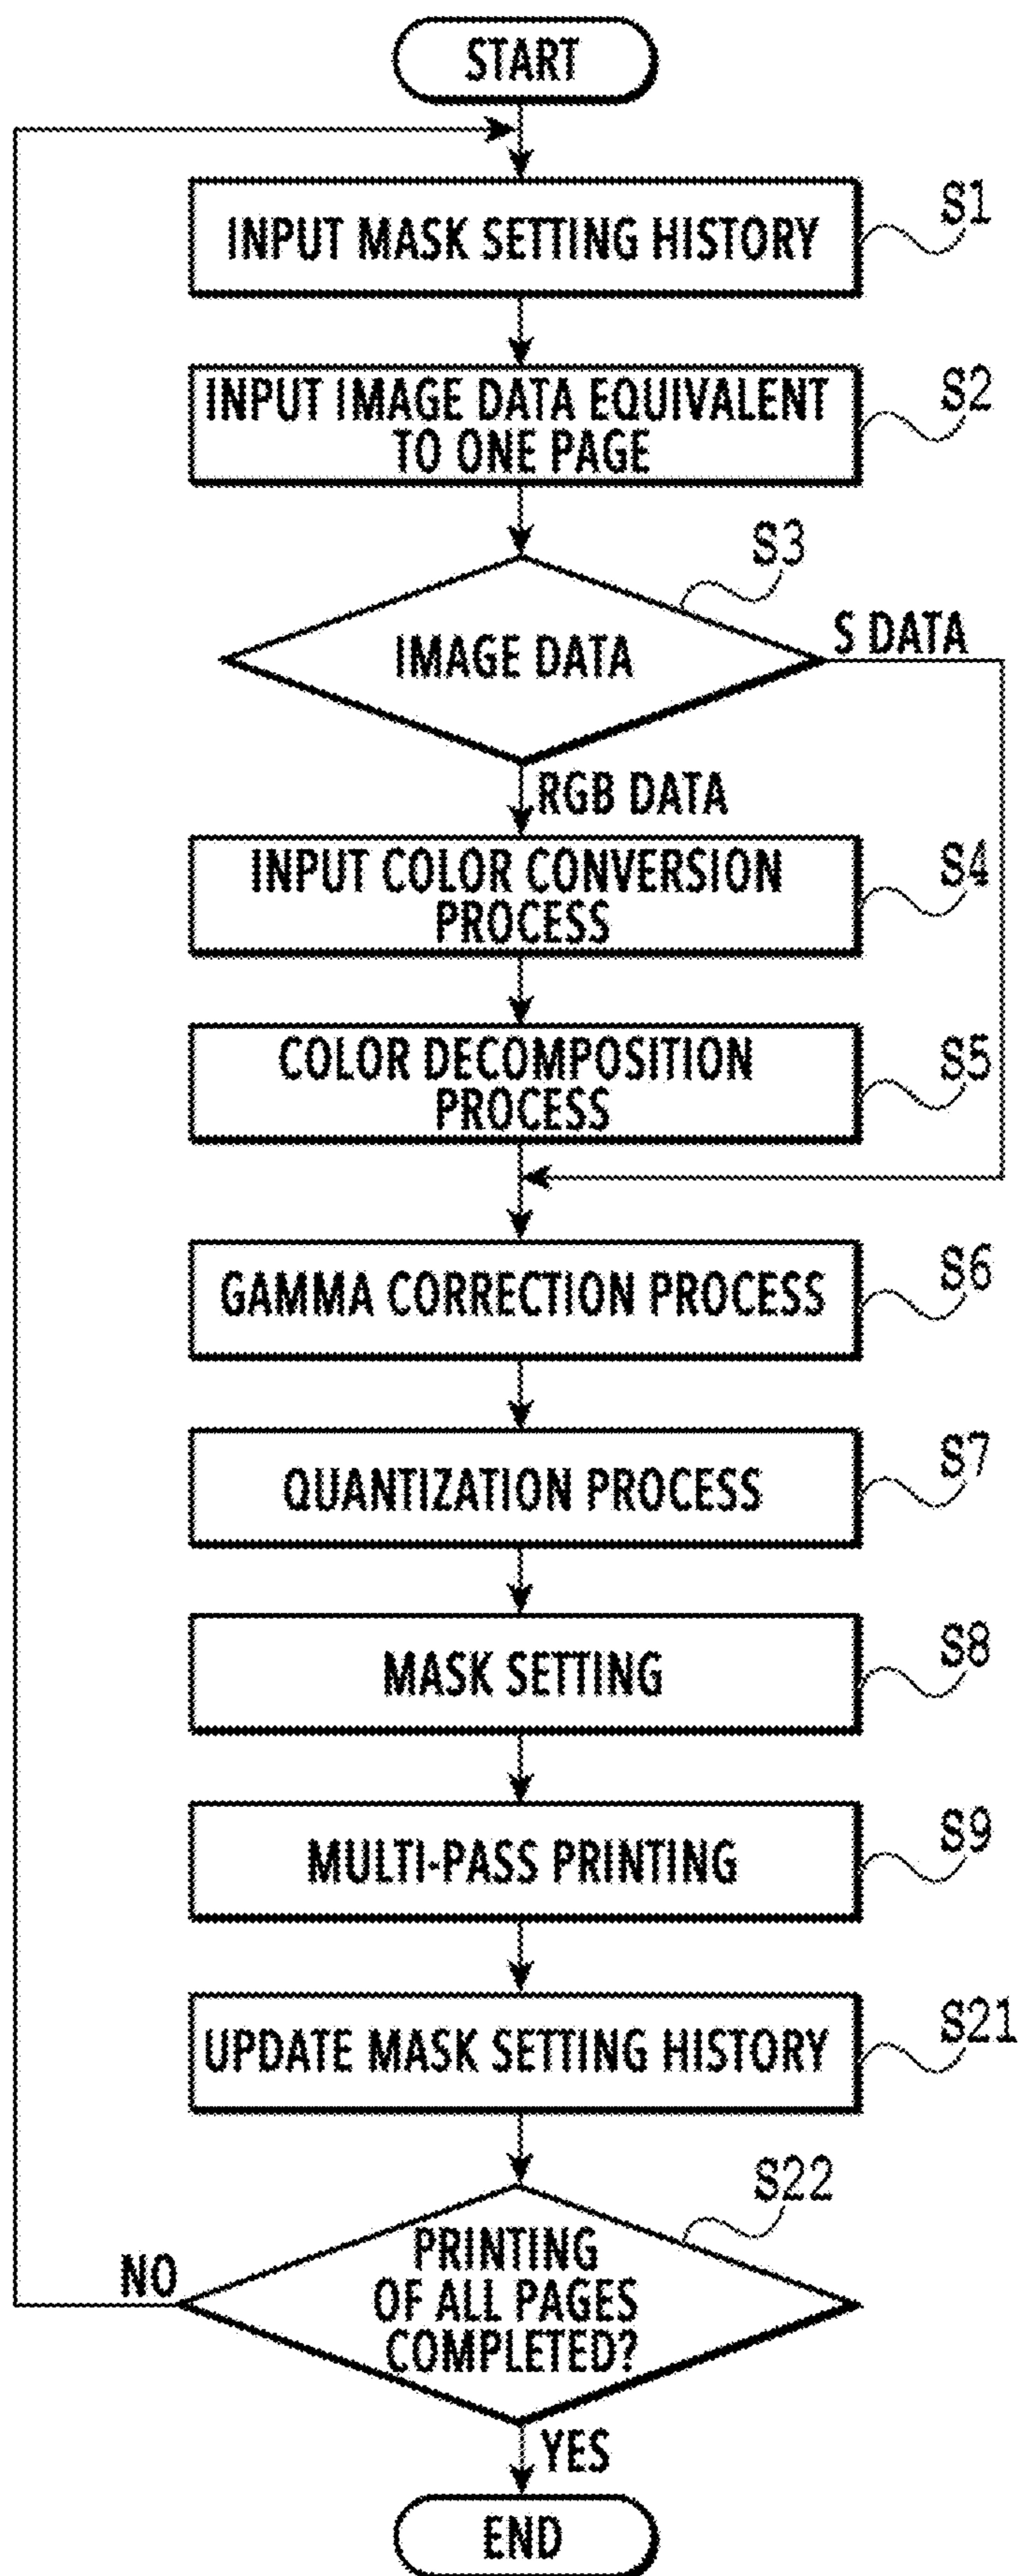 START
INPUT MASK SETTING HISTORY
S1
INPUT IMAGE DATA EQUIVALENT
TO ONE PAGE
S2
S3
IMAGE DATA
S DATA
RGB DATA
INPUT COLOR CONVERSION
PROCESS
S4
COLOR DECOMPOSITION
PROCESS
S5
GAMMA CORRECTION PROCESS
S6
QUANTIZATION PROCESS
S7
MASK SETTING
S8
MULTI-PASS PRINTING
S9
UPDATE MASK SETTING HISTORY
S21
S22
PRINTING
OF ALL PAGES
COMPLETED?
NO
YES
END